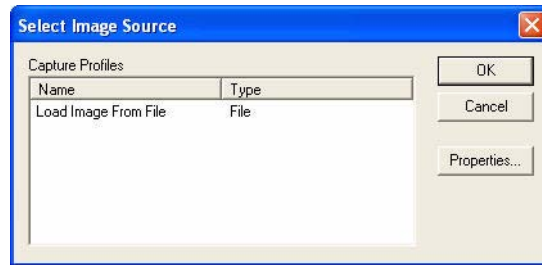 Select Image Source
Capture Profiles
Name Type
Load Image From File File
OK
Cancel
Properties...